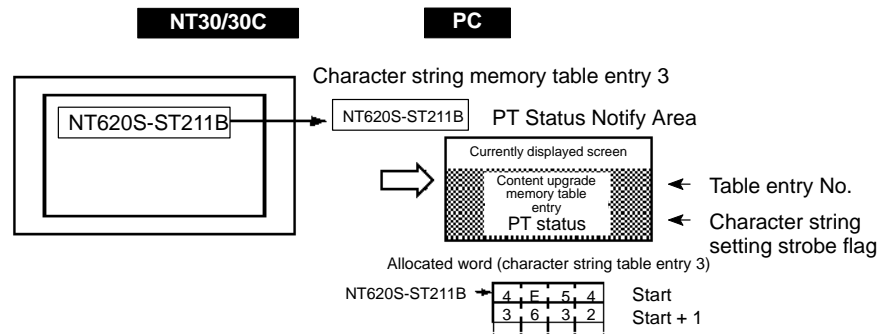 NT30/30C PC
Character string memory table entry 3
NT620S-ST211B
NT620S-ST211B
PT Status Notify Area
Currently displayed screen
Content upgrade
memory table
entry
PT status
Table entry No.
Character string
setting strobe flag
Allocated word (character string table entry 3)
NT620S-ST211B 4 E 5 4 Start
3 6 3 2 Start + 1